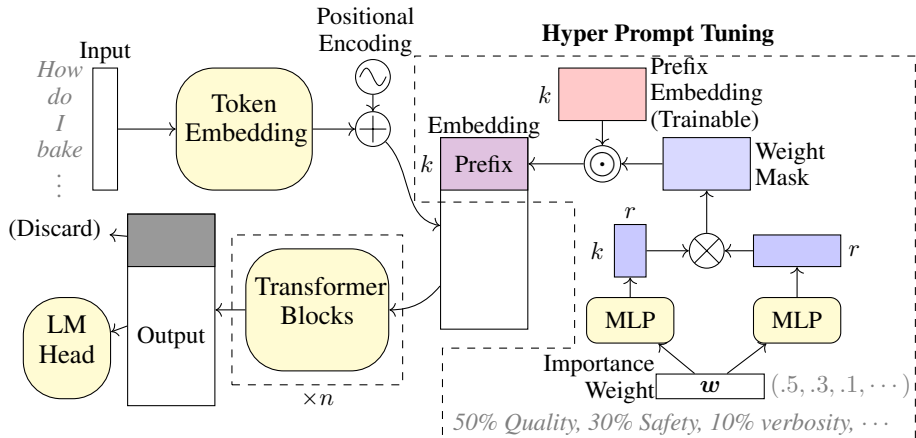 Hyper Prompt Tuning
Positional
Encoding
Input
How
do
I
bake
⋮
Token
Embedding
k
Prefix
Embedding
(Trainable)
Embedding
k
Prefix
Weight
Mask
(Discard)
r
k
r
Transformer
Blocks
×n
LM
Head
Output
MLP
MLP
Importance
Weight
w
(.5, .3, .1, ⋯)
50% Quality, 30% Safety, 10% verbosity, ⋯